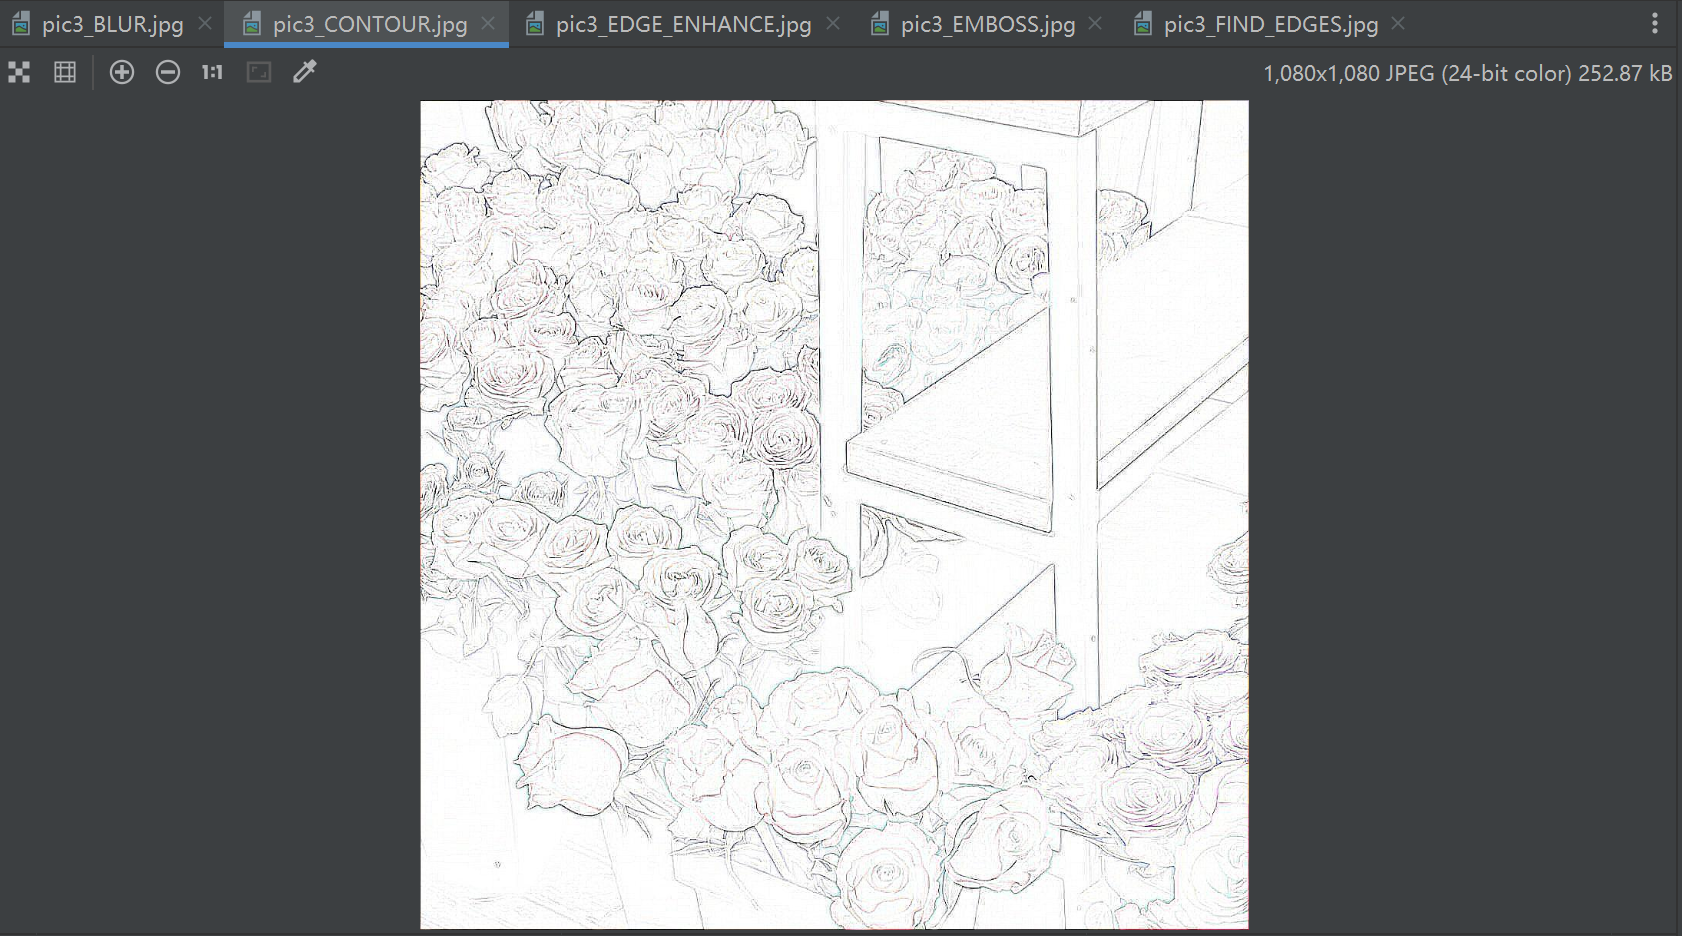 pic3_BLUR.jpg pic3_CONTOUR.jpg pic3_EDGE_ENHANCE.jpg pic3_EMBOSS.jpg pic3_FIND_EDGES.jpg
1:1 1,080x1,080 JPEG (24-bit color) 252.87 kB